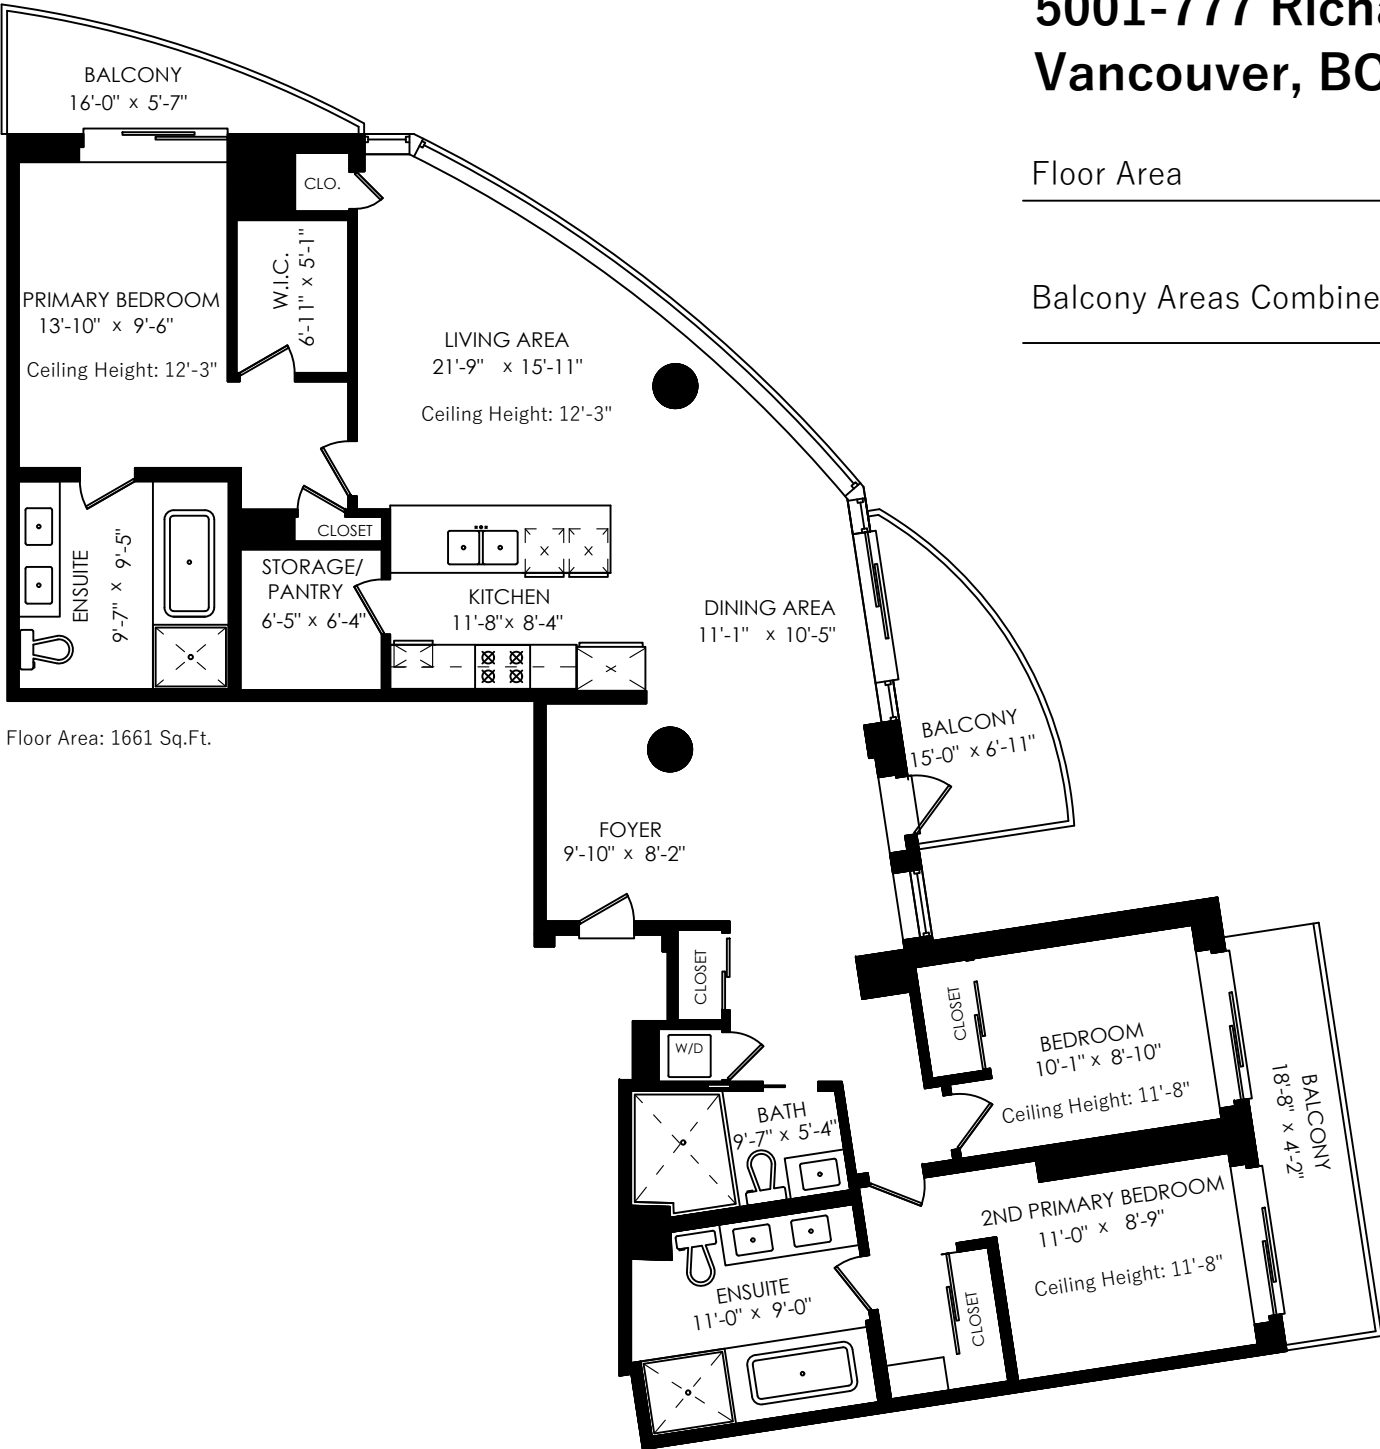 5001-777 Richa
Vancouver, BC
Floor Area
Balcony Areas Combine
BALCONY
16'-0" x 5'-7"
CLO.
W.I.C.
6'-11" x 5'-1"
PRIMARY BEDROOM
13'-10" x 9'-6"
Ceiling Height: 12'-3"
LIVING AREA
21'-9" x 15'-11"
Ceiling Height: 12'-3"
CLOSET
ENSUITE
9'-7" x 9'-5"
STORAGE/
PANTRY
6'-5" x 6'-4"
KITCHEN
11'-8"x 8'-4"
DINING AREA
11'-1" x 10'-5"
BALCONY
15'-0" x 6'-11"
Floor Area: 1661 Sq.Ft.
FOYER
9'-10" x 8'-2"
CLOSET
W/D
CLOSET
BEDROOM
10'-1" x 8'-10"
Ceiling Height: 11'-8"
BALCONY
18'-8" x 4'-2"
BATH
9'-7" x 5'-4"
2ND PRIMARY BEDROOM
11'-0" x 8'-9"
Ceiling Height: 11'-8"
ENSUITE
11'-0" x 9'-0"
CLOSET